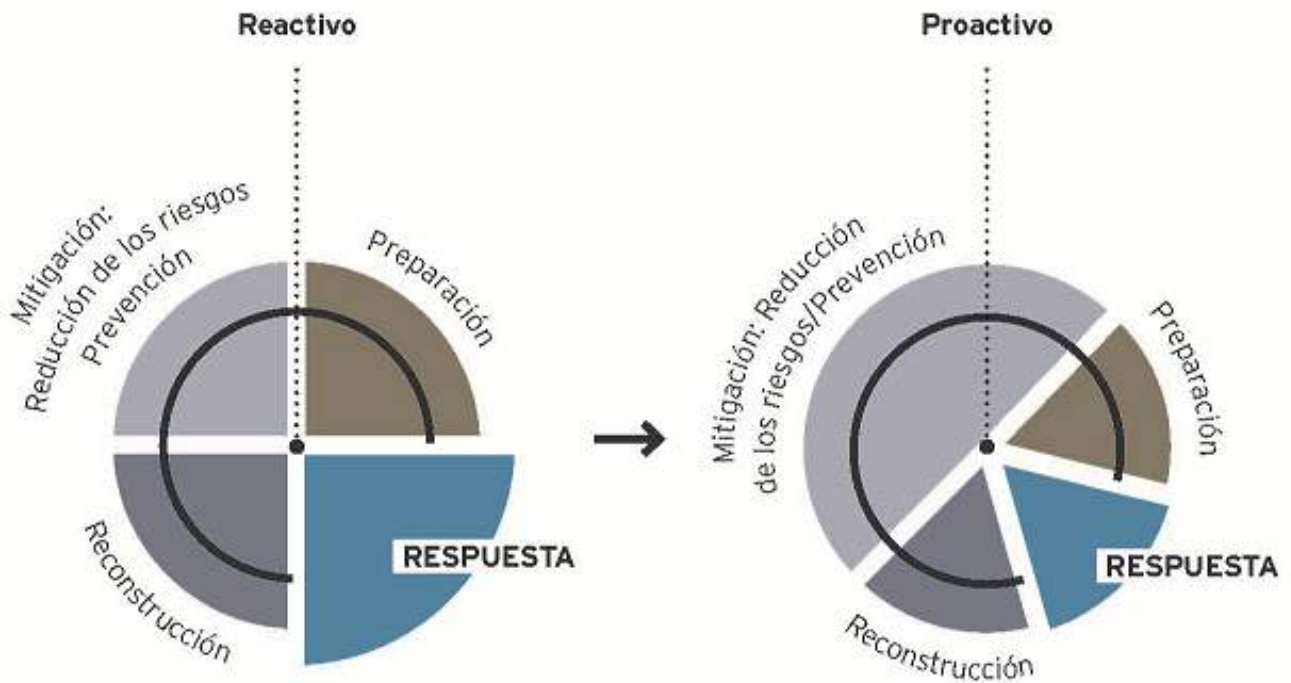 Reactivo
Mitigación:
Reducción de los riesgos
Prevención
Preparación
RESPUESTA
Reconstrucción
Proactivo
Mitigación: Reducción
de los riesgos/Prevención
Preparación
RESPUESTA
Reconstrucción